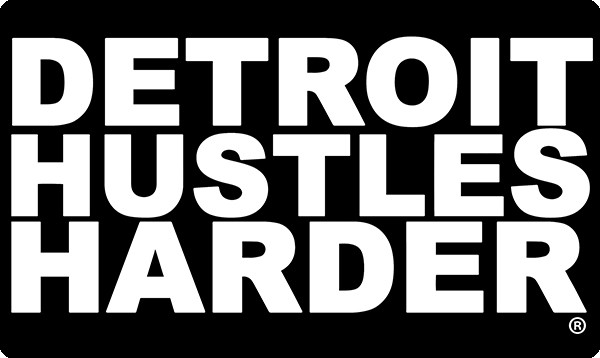 DETROIT
HUSTLES
HARDER
®